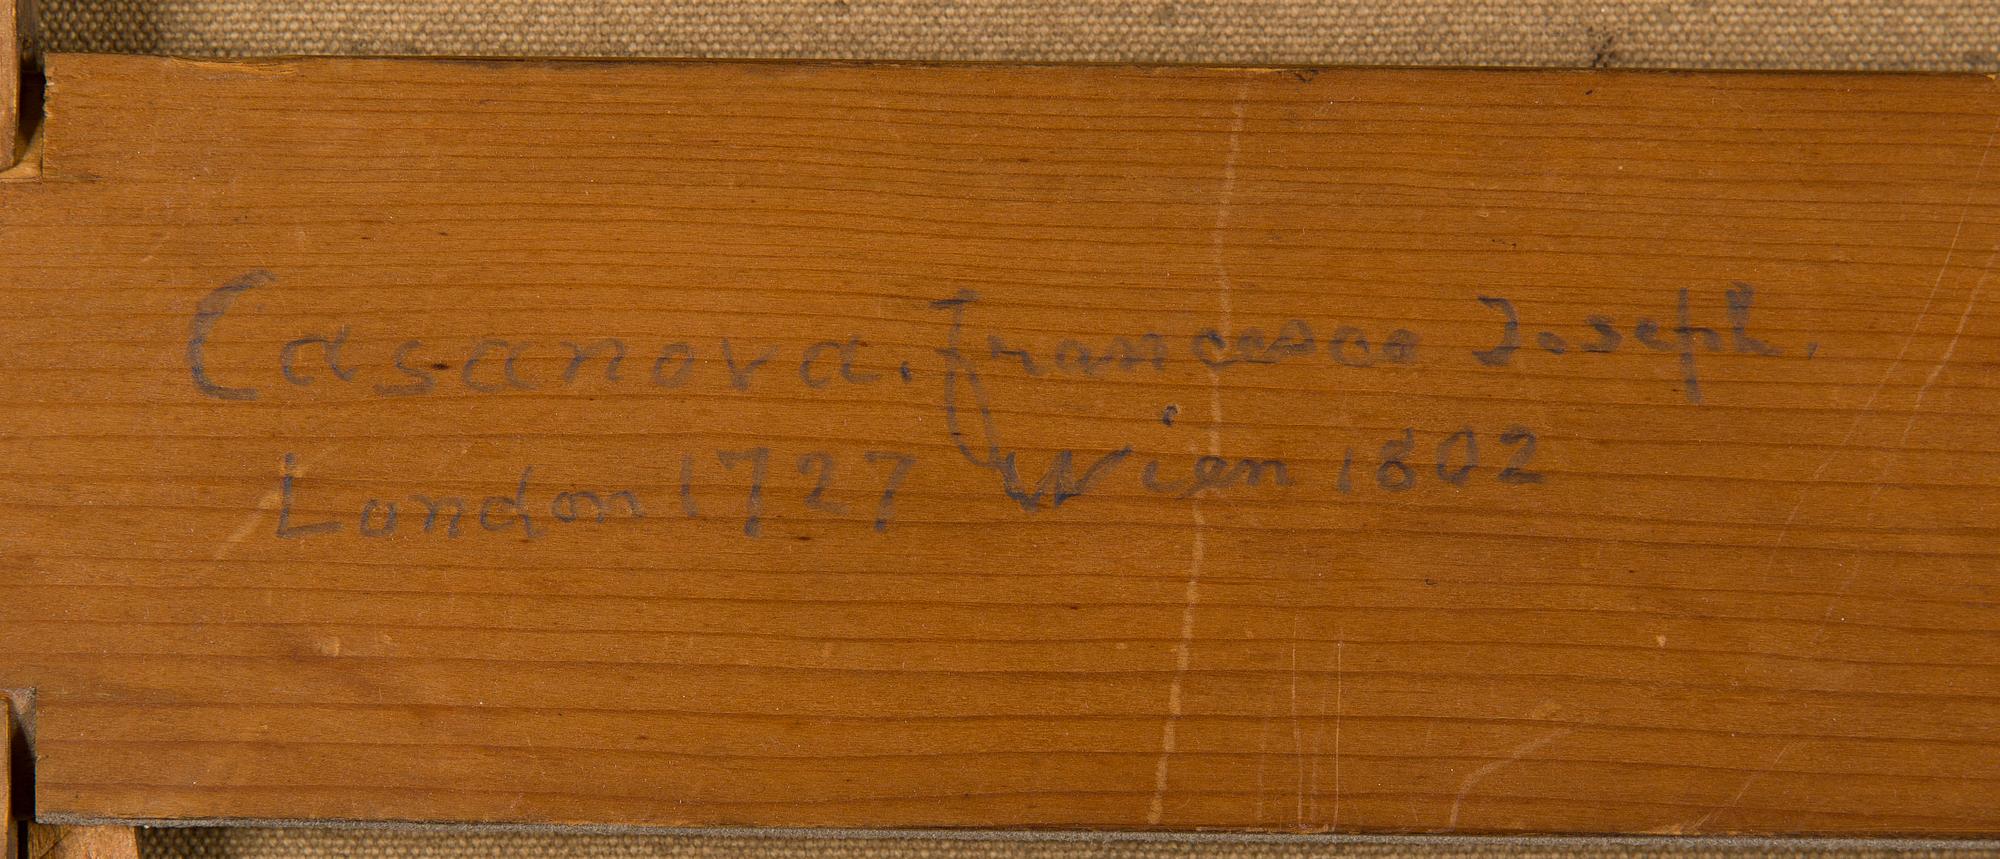 Casanova. Francesco Joseph.
London 1727 Wien 1802